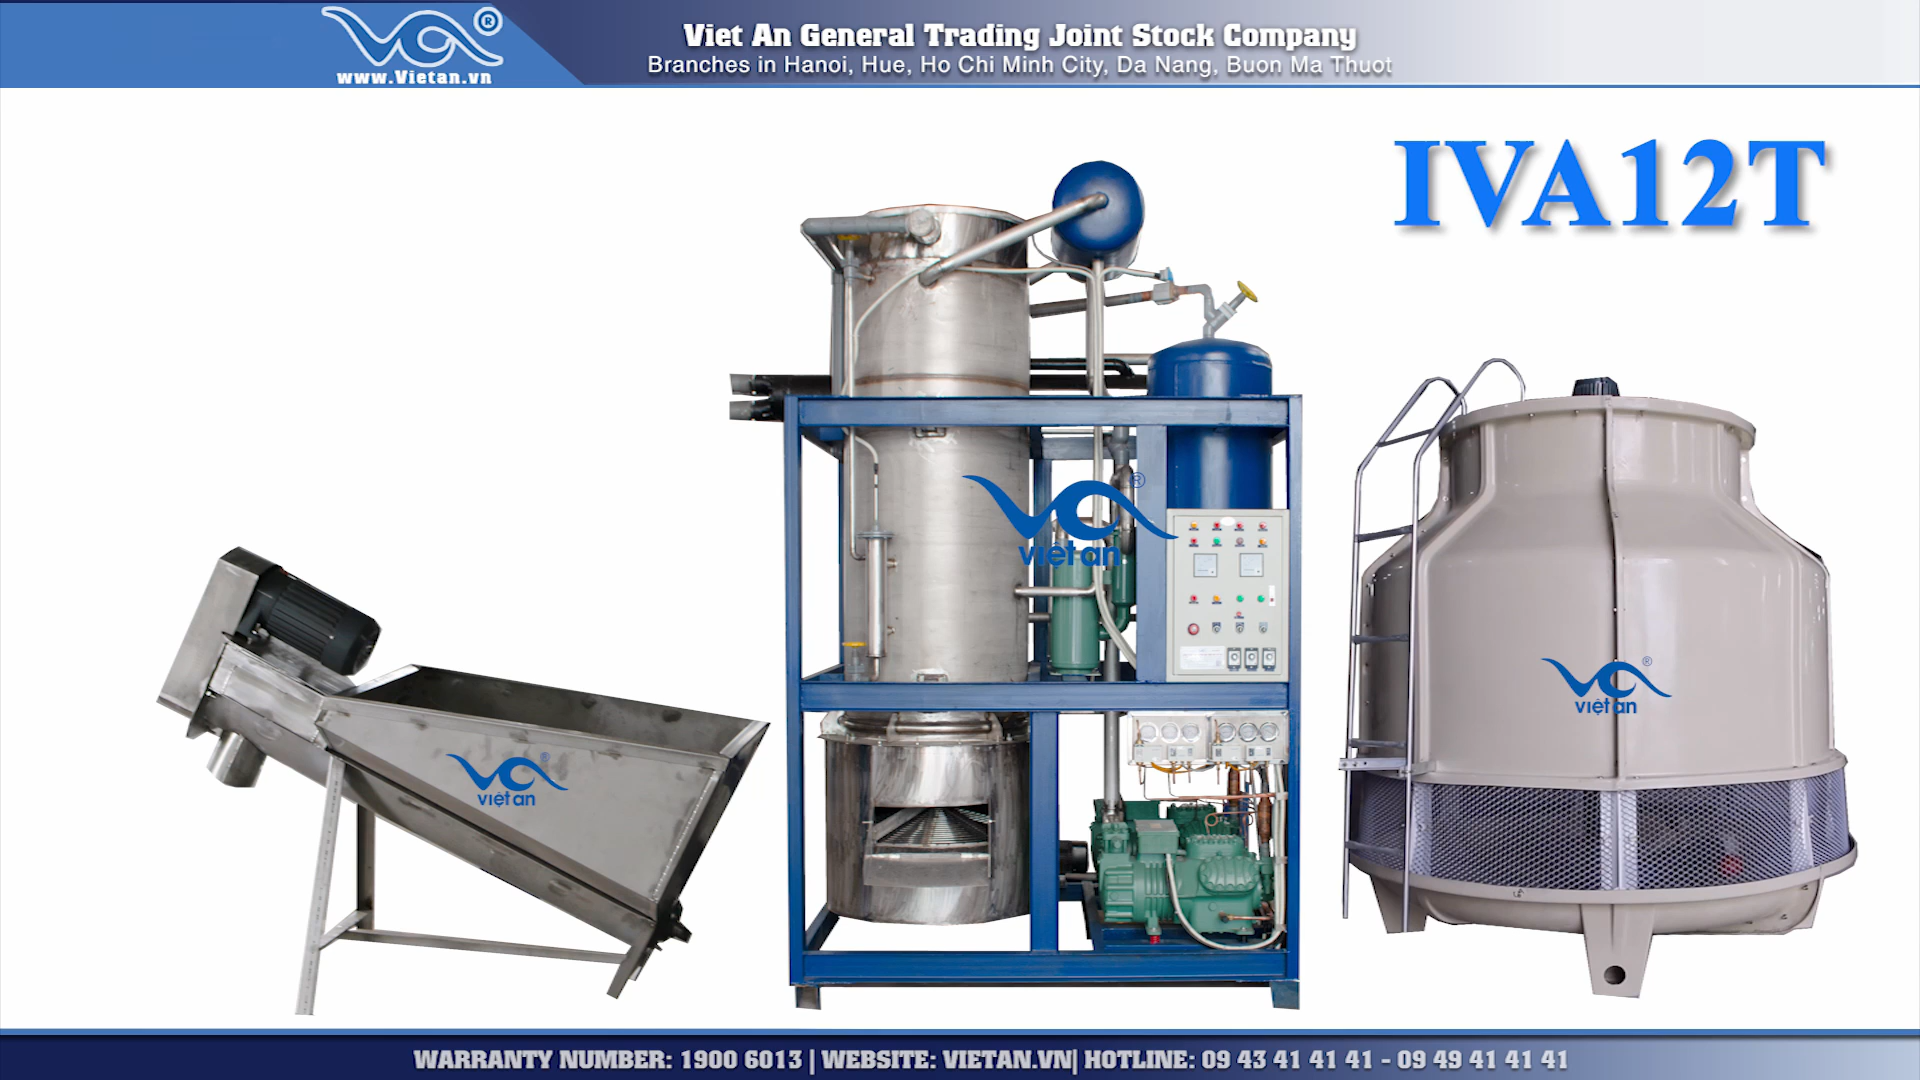 www.Vietan.vn
®
Viet An General Trading Joint Stock Company
Branches in Hanoi, Hue, Ho Chi Minh City, Da Nang, Buon Ma Thuot
IVA12T
®
việt an
®
việt an
®
việt an
WARRANTY NUMBER: 1900 6013 | WEBSITE: VIETAN.VN| HOTLINE: 09 43 41 41 41 - 09 49 41 41 41